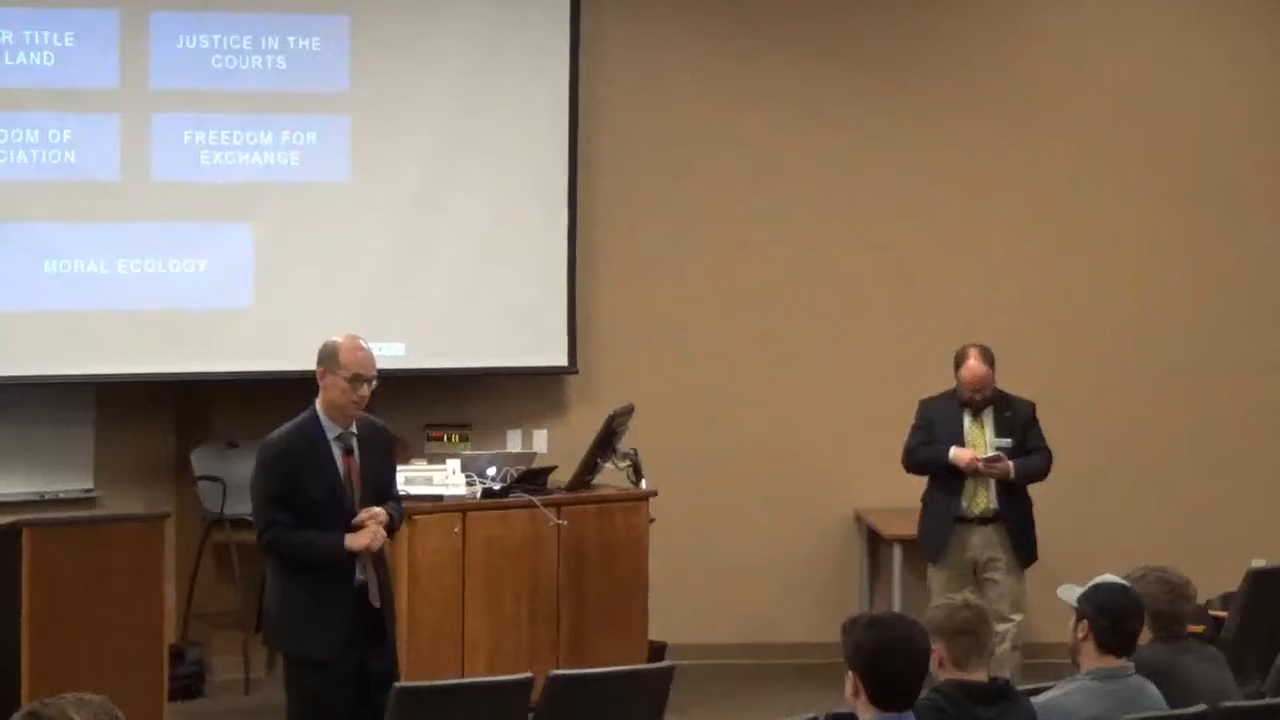 R TITLE
LAND
JUSTICE IN THE
COURTS
DOM OF
CIATION
FREEDOM FOR
EXCHANGE
MORAL ECOLOGY